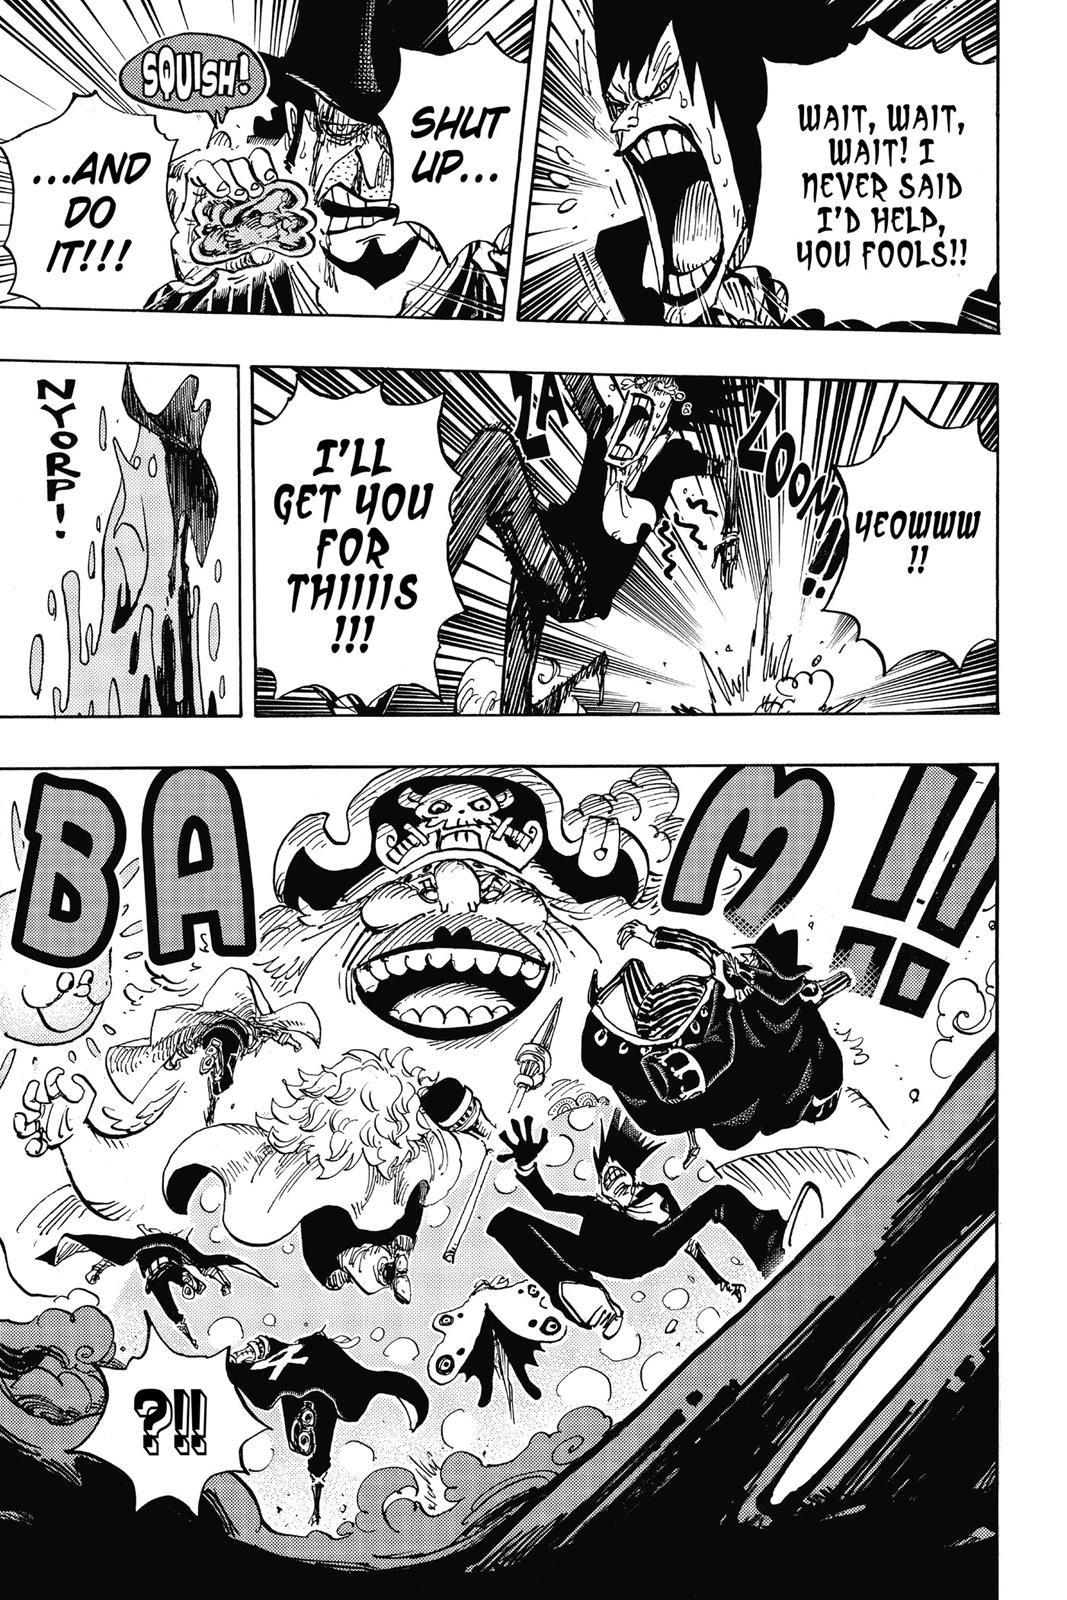 WAIT, WAIT,
WAIT! I
NEVER SAID
I'D HELP,
YOU FOOLS!!
SHUT
UP...
SQUISH!
...AND
DO
IT!!!
YEOWWW
!!
ZOOM!!
ZA
I'LL
GET YOU
FOR
THIIIIS
!!!
NYORP!
BAM!!
?!!